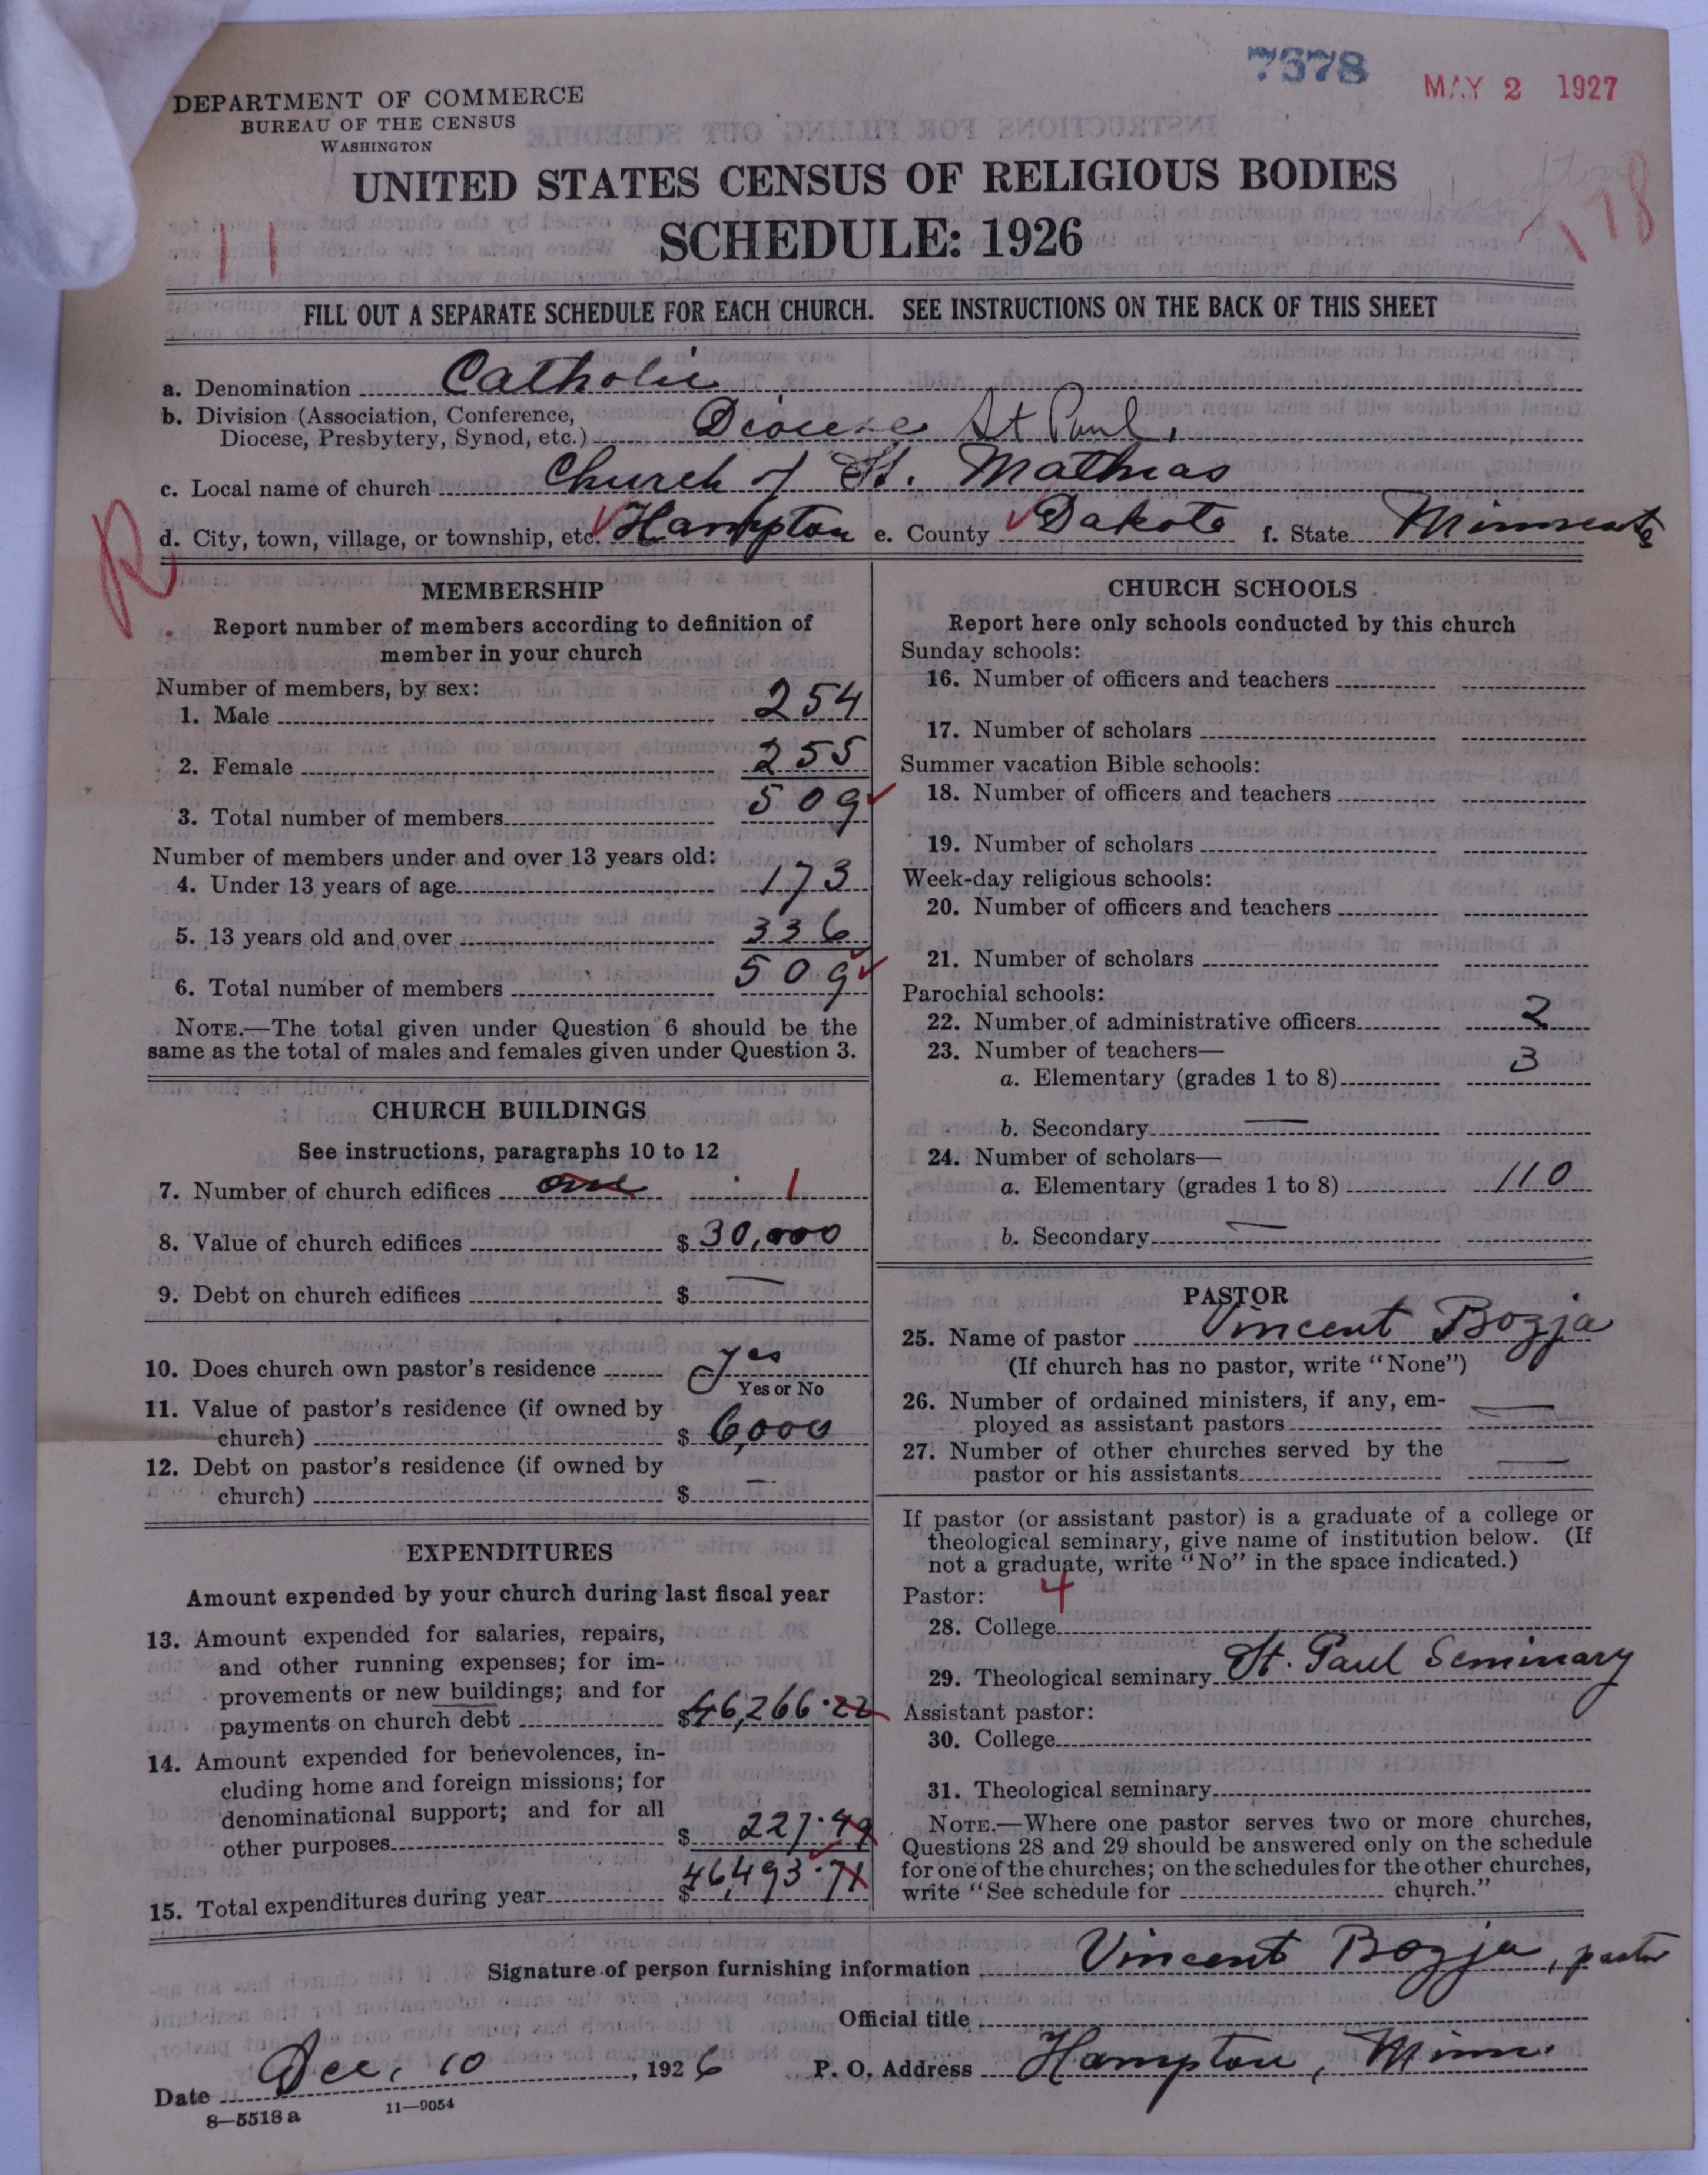 7678
MAY 2 1927
DEPARTMENT OF COMMERCE
BUREAU OF THE CENSUS
WASHINGTON
UNITED STATES CENSUS OF RELIGIOUS BODIES
SCHEDULE: 1926
11
178
FILL OUT A SEPARATE SCHEDULE FOR EACH CHURCH. SEE INSTRUCTIONS ON THE BACK OF THIS SHEET
a. Denomination Catholic
b. Division (Association, Conference,
Diocese, Presbytery, Synod, etc.) Diocese St Paul,
c. Local name of church Church of St. Mathias
d. City, town, village, or township, etc. Hampton e. County Dakota f. State Minnesota
R
MEMBERSHIP
Report number of members according to definition of
member in your church
Number of members, by sex:
1. Male 254
2. Female 255
3. Total number of members 509
Number of members under and over 13 years old:
4. Under 13 years of age 173
5. 13 years old and over 336
6. Total number of members 509
NOTE.—The total given under Question 6 should be the
same as the total of males and females given under Question 3.
CHURCH BUILDINGS
See instructions, paragraphs 10 to 12
7. Number of church edifices one 1
8. Value of church edifices $ 30,000
9. Debt on church edifices $ —
10. Does church own pastor's residence Yes
Yes or No
11. Value of pastor's residence (if owned by
church) $ 6,000
12. Debt on pastor's residence (if owned by
church) $ —
EXPENDITURES
Amount expended by your church during last fiscal year
13. Amount expended for salaries, repairs,
and other running expenses; for im-
provements or new buildings; and for
payments on church debt $46,266.22
14. Amount expended for benevolences, in-
cluding home and foreign missions; for
denominational support; and for all
other purposes $ 227.49
15. Total expenditures during year $46,493.71
CHURCH SCHOOLS
Report here only schools conducted by this church
Sunday schools:
16. Number of officers and teachers
17. Number of scholars
Summer vacation Bible schools:
18. Number of officers and teachers
19. Number of scholars
Week-day religious schools:
20. Number of officers and teachers
21. Number of scholars
Parochial schools:
22. Number of administrative officers 2
23. Number of teachers—
a. Elementary (grades 1 to 8) 3
b. Secondary —
24. Number of scholars—
a. Elementary (grades 1 to 8) 110
b. Secondary —
PASTOR
25. Name of pastor Vincent Bozja
(If church has no pastor, write "None")
26. Number of ordained ministers, if any, em-
ployed as assistant pastors —
27. Number of other churches served by the
pastor or his assistants —
If pastor (or assistant pastor) is a graduate of a college or
theological seminary, give name of institution below. (If
not a graduate, write "No" in the space indicated.)
Pastor: 4
28. College
29. Theological seminary St. Paul Seminary
Assistant pastor:
30. College
31. Theological seminary
NOTE.—Where one pastor serves two or more churches,
Questions 28 and 29 should be answered only on the schedule
for one of the churches; on the schedules for the other churches,
write "See schedule for church."
Signature of person furnishing information Vincent Bozja, pastor
Official title
Date Dec. 10, 1926 P. O. Address Hampton, Minn.
8—5518 a 11—9054